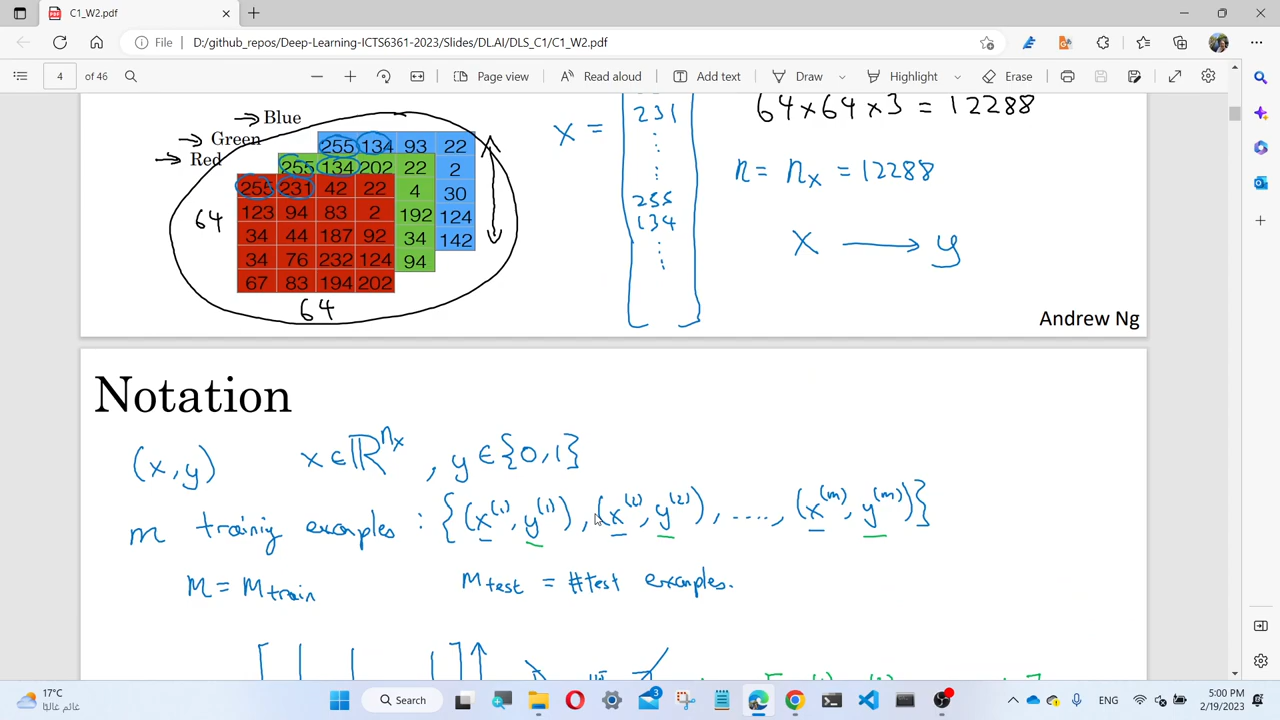 C1_W2.pdf
File D:/github_repos/Deep-Learning-ICTS6361-2023/Slides/DL.AI/DLS_C1/C1_W2.pdf
4 of 46 Page view Read aloud Add text Draw Highlight Erase
Blue
Green
Red
255 134 93 22
255 134 202 22 2
255 231 42 22 4 30
123 94 83 2 192 124
34 44 187 92 34 142
34 76 232 124 94
67 83 194 202
64
64
x =
231
⋮
⋮
255
134
⋮
64x64x3 = 12288
n = nx = 12288
X → y
Andrew Ng
Notation
(x,y) x∈ℝ^nx , y∈{0,1}
m training examples : {(x^(1), y^(1)), (x^(2), y^(2)), ...., (x^(m), y^(m))}
M = M train M test = #test examples.
17°C
غائم غالبًا
Search
3
ENG
5:00 PM
2/19/2023